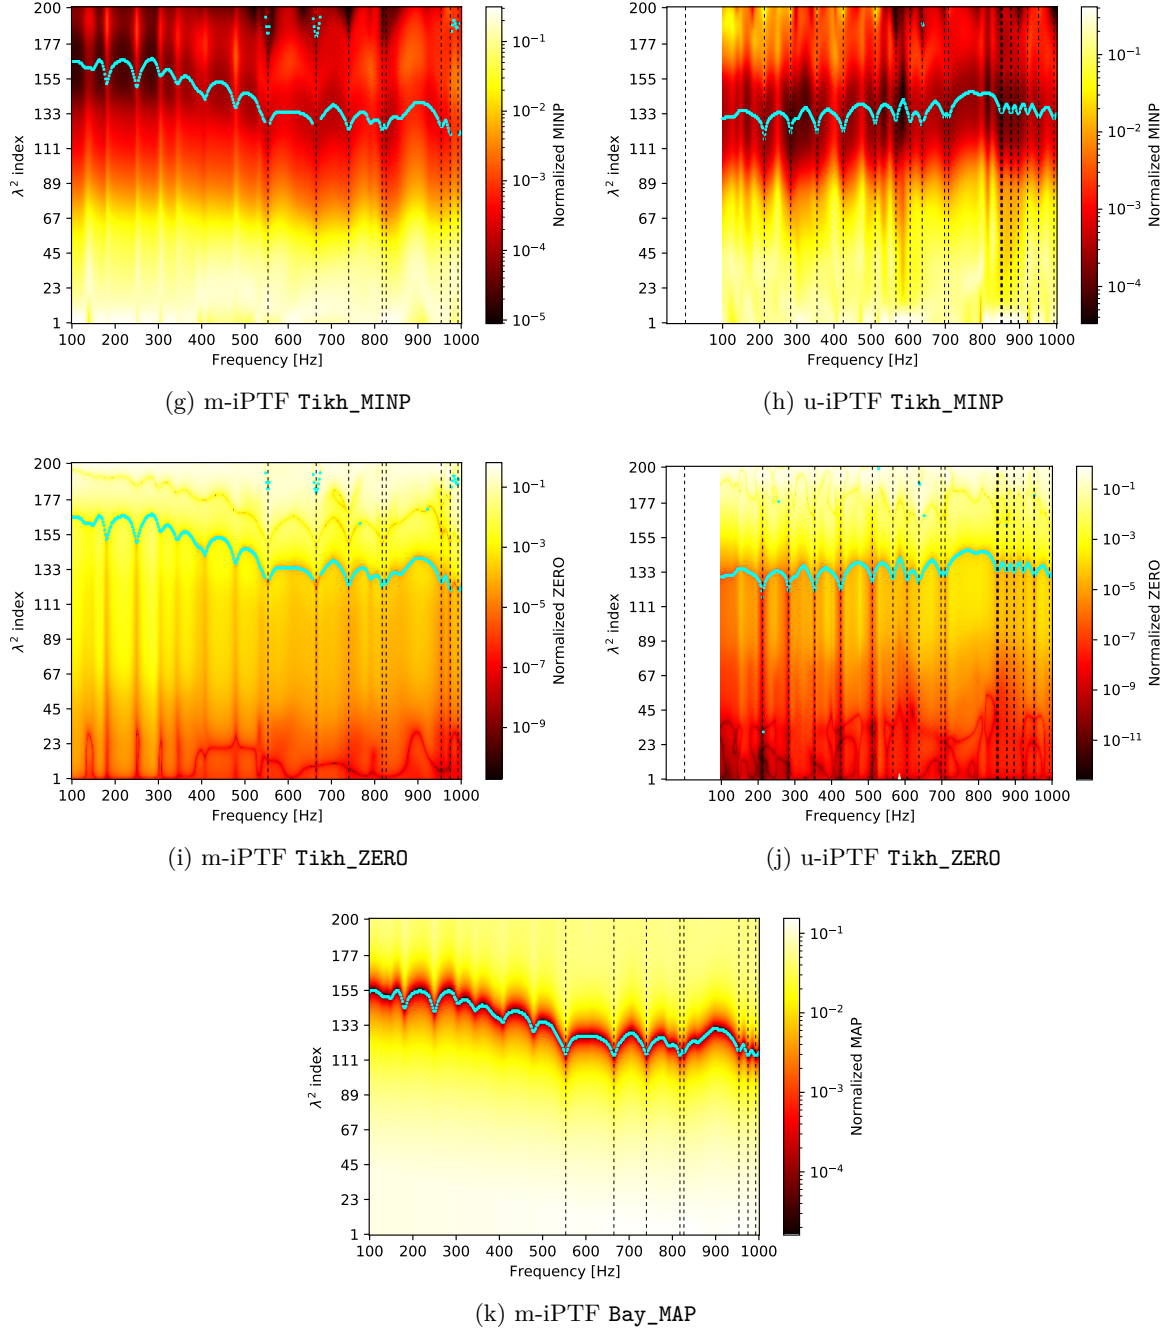 200
177
155
133
111
89
67
45
23
1
λ² index
100 200 300 400 500 600 700 800 900 1000
Frequency [Hz]
10⁻¹
10⁻²
10⁻³
10⁻⁴
10⁻⁵
Normalized MINP
(g) m-iPTF Tikh_MINP
200
177
155
133
111
89
67
45
23
1
λ² index
100 200 300 400 500 600 700 800 900 1000
Frequency [Hz]
10⁻¹
10⁻²
10⁻³
10⁻⁴
Normalized MINP
(h) u-iPTF Tikh_MINP
200
177
155
133
111
89
67
45
23
1
λ² index
100 200 300 400 500 600 700 800 900 1000
Frequency [Hz]
10⁻¹
10⁻³
10⁻⁵
10⁻⁷
10⁻⁹
Normalized ZERO
(i) m-iPTF Tikh_ZERO
200
177
155
133
111
89
67
45
23
1
λ² index
100 200 300 400 500 600 700 800 900 1000
Frequency [Hz]
10⁻¹
10⁻³
10⁻⁵
10⁻⁷
10⁻⁹
10⁻¹¹
Normalized ZERO
(j) u-iPTF Tikh_ZERO
200
177
155
133
111
89
67
45
23
1
λ² index
100 200 300 400 500 600 700 800 900 1000
Frequency [Hz]
10⁻¹
10⁻²
10⁻³
10⁻⁴
Normalized MAP
(k) m-iPTF Bay_MAP